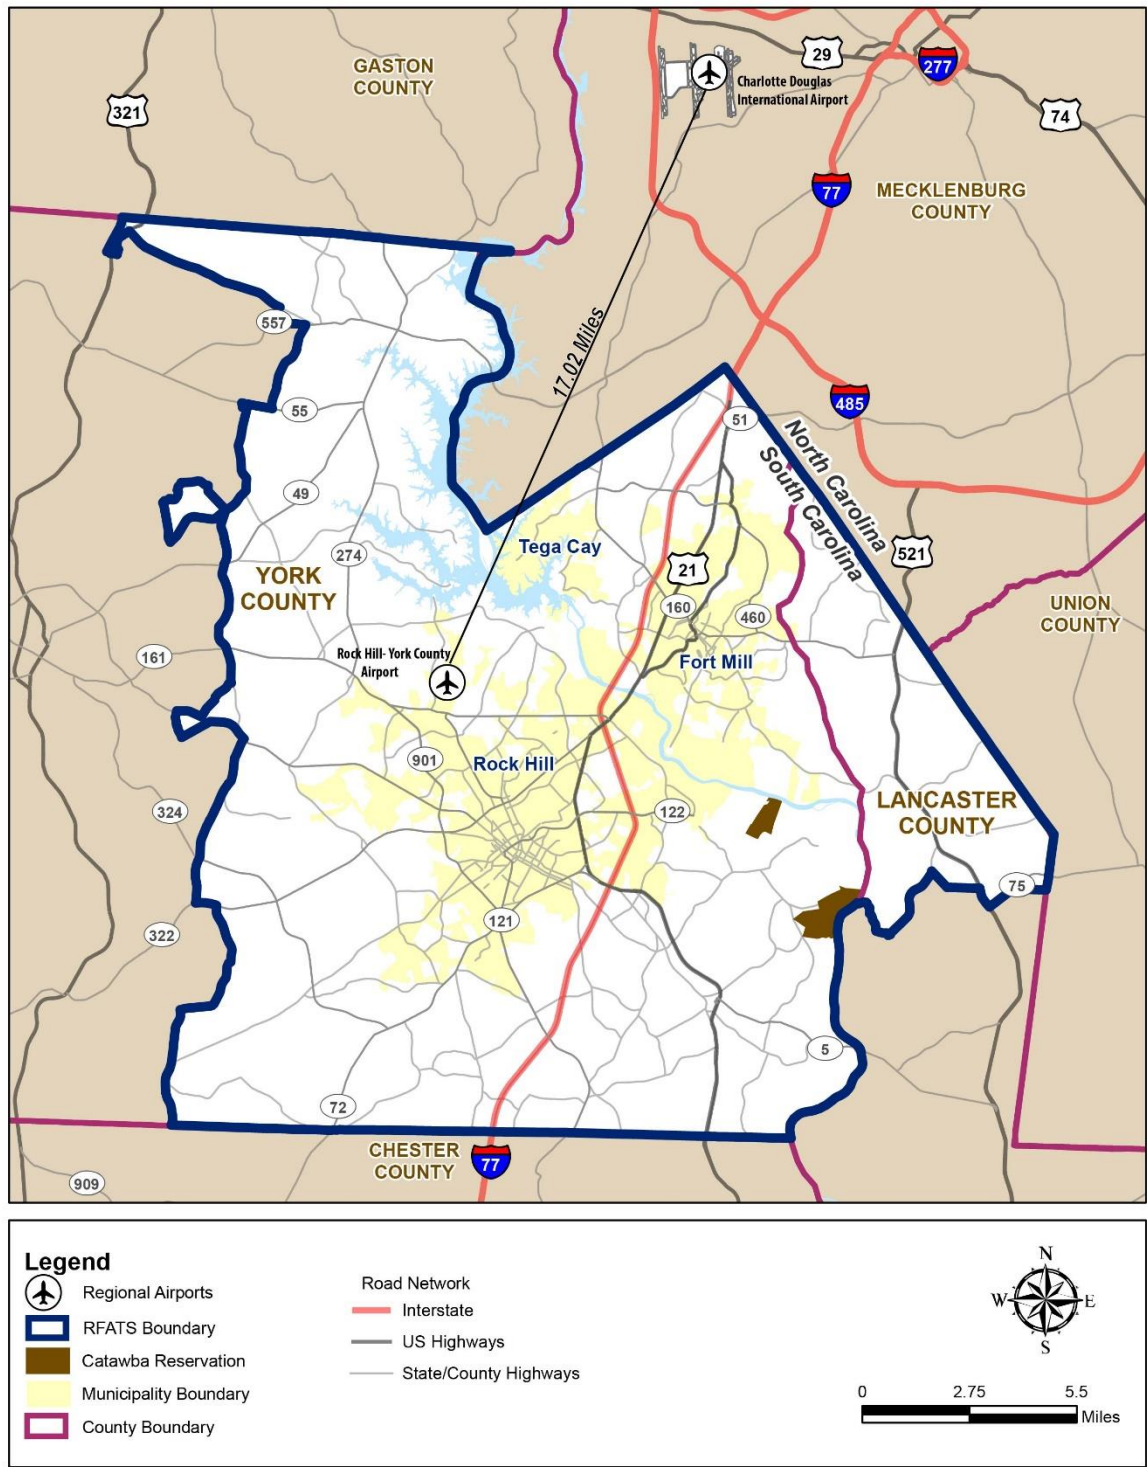 GASTON
COUNTY
29
277
Charlotte Douglas
International Airport
321
74
77
MECKLENBURG
COUNTY
17.02 Miles
557
55
51
485
North Carolina
South Carolina
49
274
Tega Cay
521
21
YORK
COUNTY
160
460
UNION
COUNTY
161
Rock Hill- York County
Airport
Fort Mill
901
Rock Hill
324
122
LANCASTER
COUNTY
75
121
322
5
72
CHESTER
COUNTY
77
909
Legend
Regional Airports
RFATS Boundary
Catawba Reservation
Municipality Boundary
County Boundary
Road Network
Interstate
US Highways
State/County Highways
N
W E
S
0 2.75 5.5
Miles